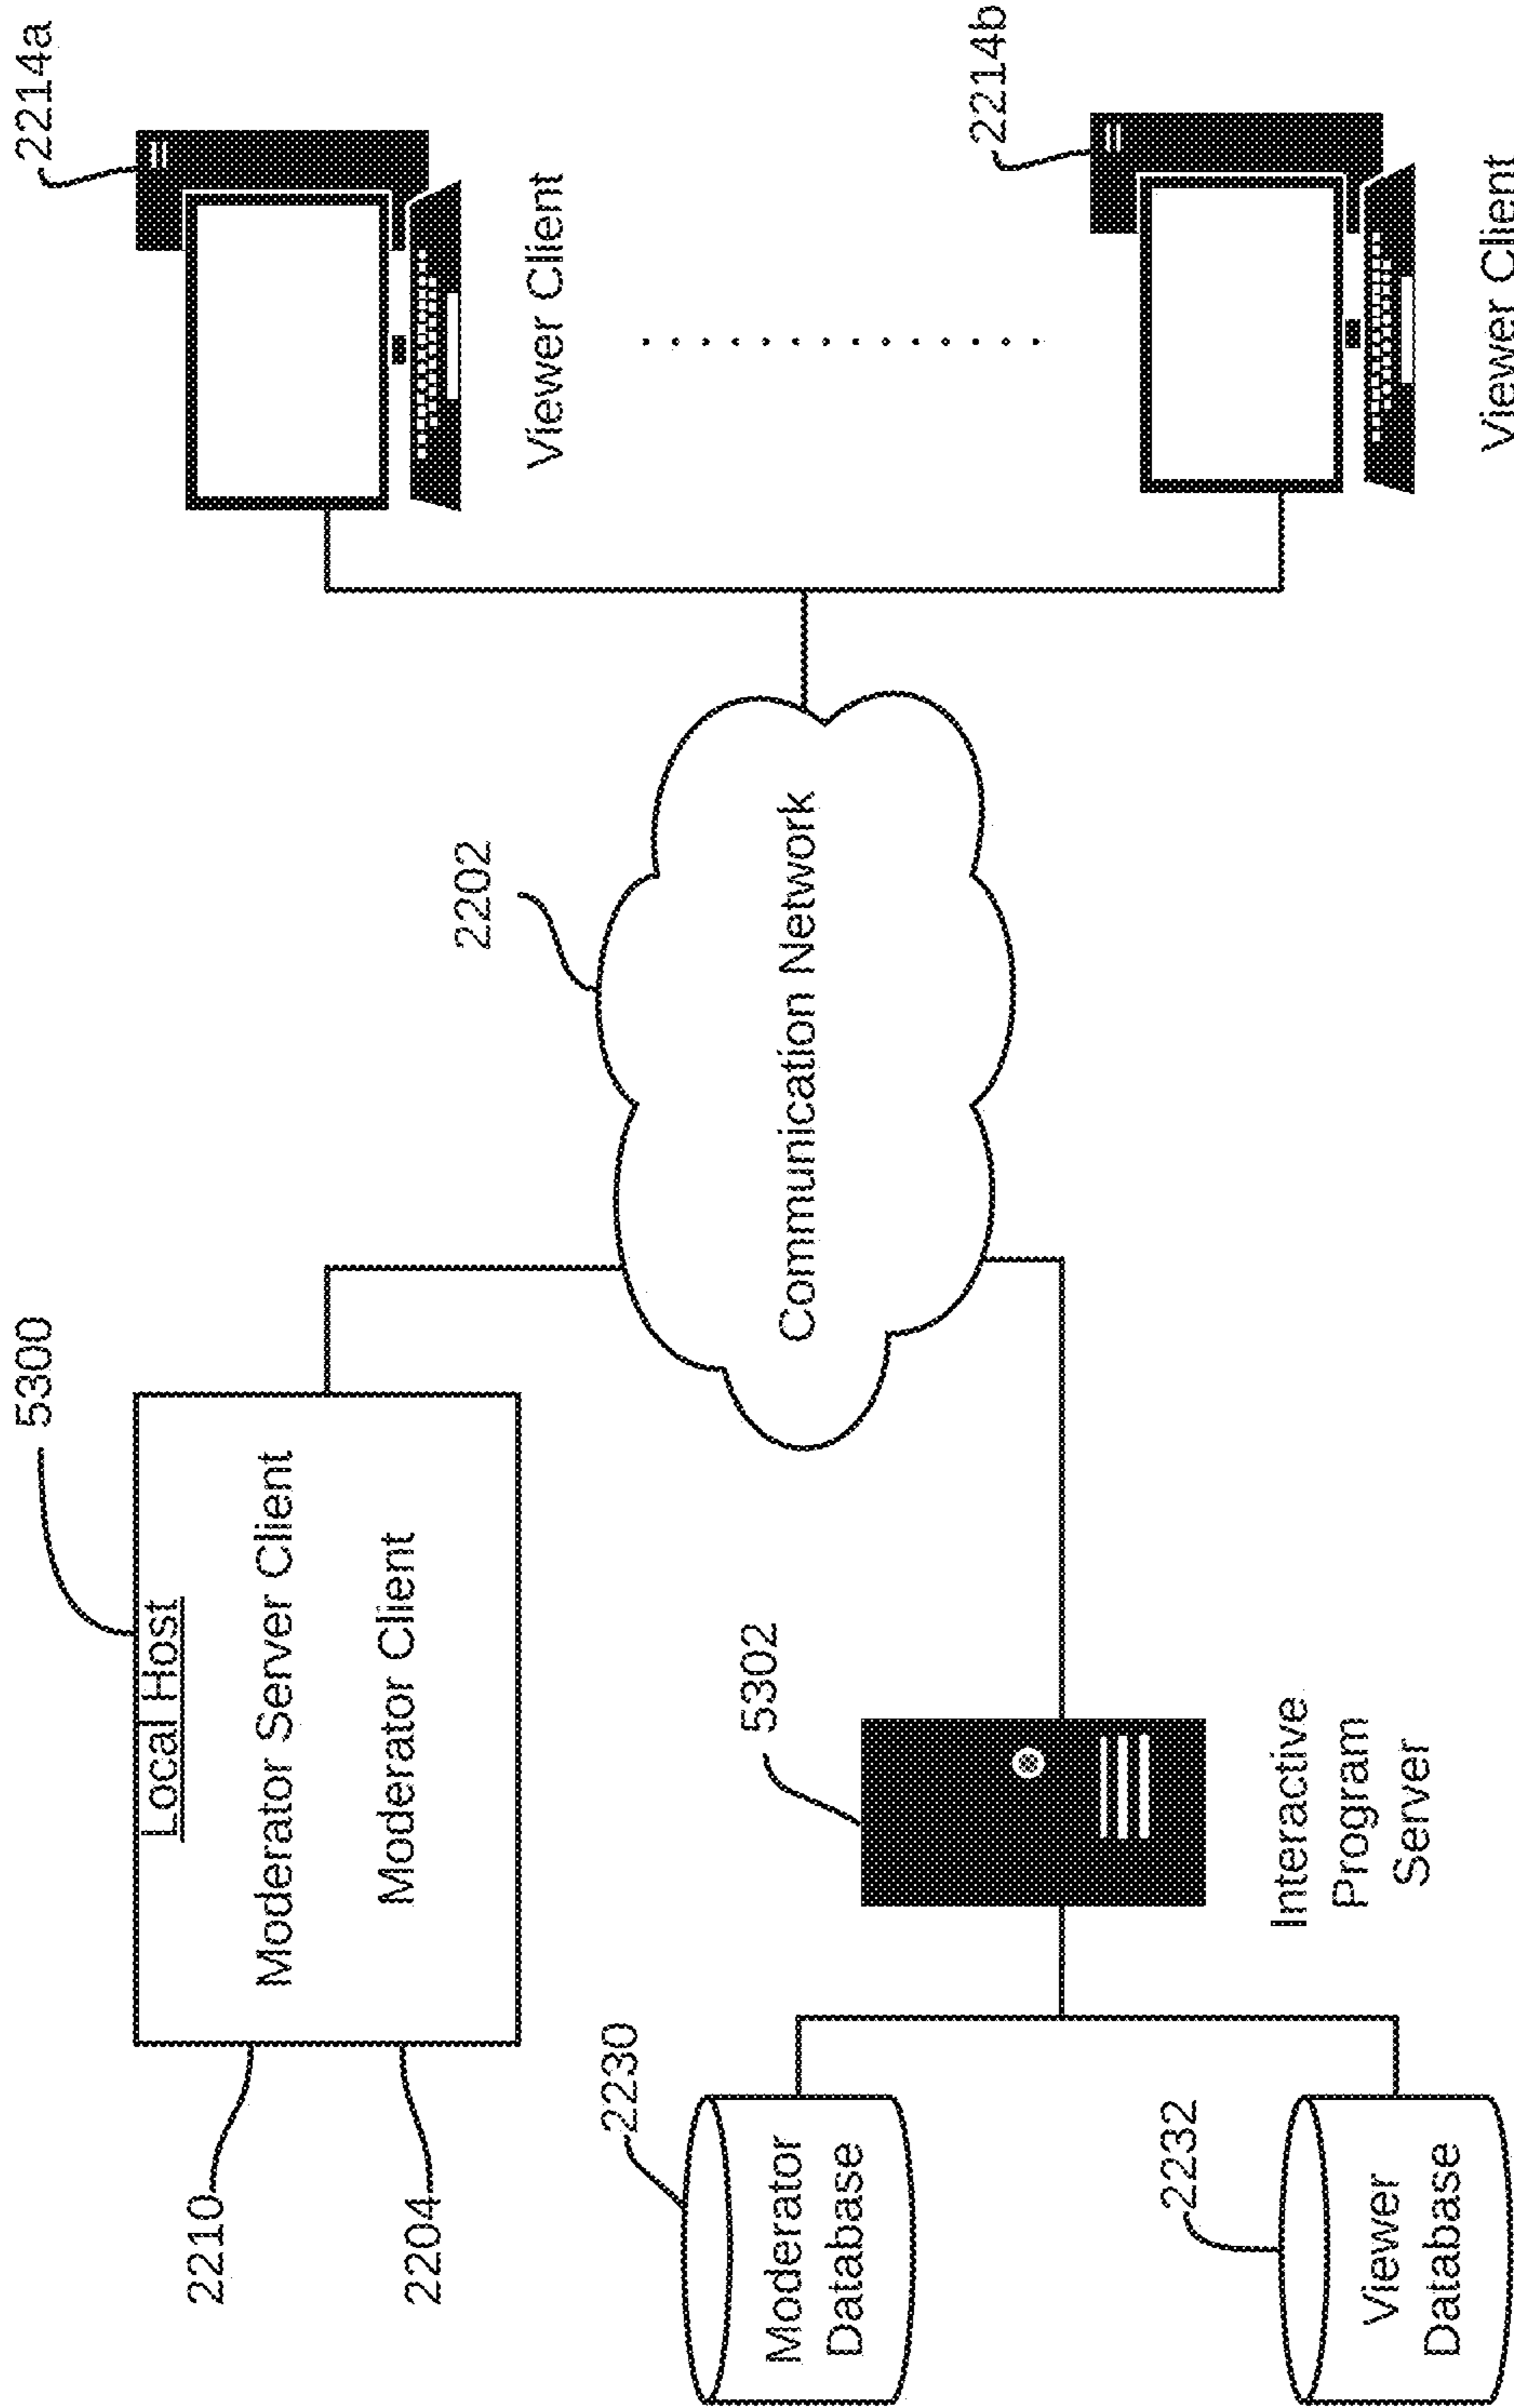 5300
Local Host
Moderator Server Client
Moderator Client
2210
2204
2202
Communication Network
2214a
Viewer Client
2214b
Viewer Client
2230
Moderator
Database
2232
Viewer
Database
5302
Interactive
Program
Server